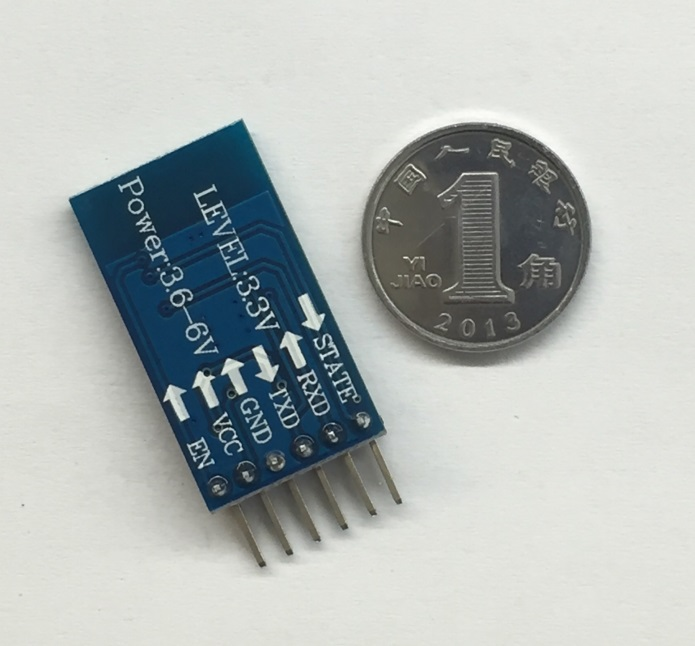 LEVEL:3.3V
Power:3.6-6V
EN
VCC
GND
TXD
RXD
STATE
中国人民银行
1
角
YI
JIAO
2013